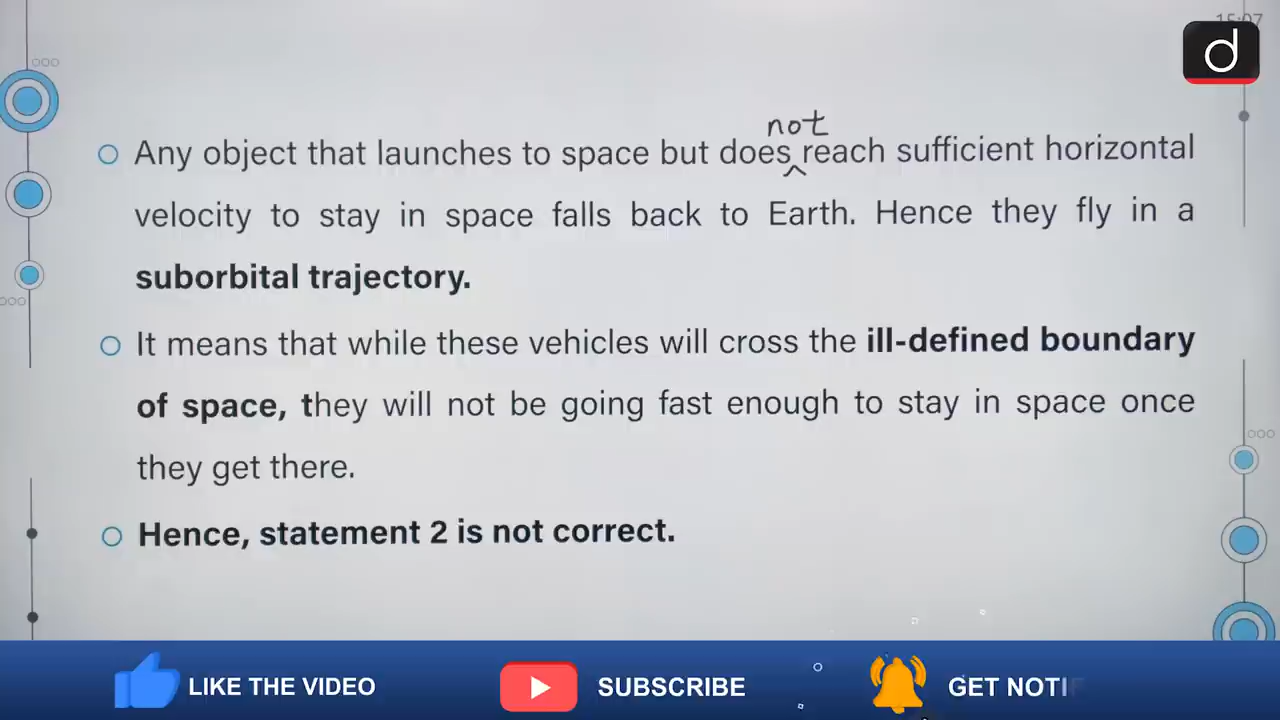 15:07
d
not
Any object that launches to space but does reach sufficient horizontal
velocity to stay in space falls back to Earth. Hence they fly in a
suborbital trajectory.
It means that while these vehicles will cross the ill-defined boundary
of space, they will not be going fast enough to stay in space once
they get there.
Hence, statement 2 is not correct.
LIKE THE VIDEO
SUBSCRIBE
GET NOTIF